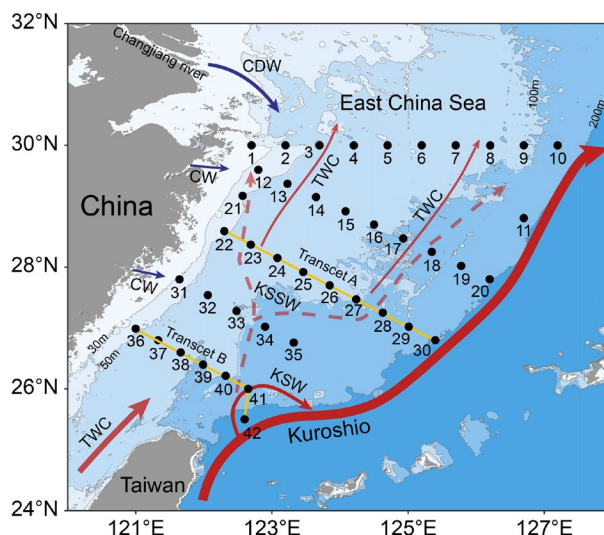 32°N
30°N
28°N
26°N
24°N
121°E
123°E
125°E
127°E
Changjiang river
CDW
East China Sea
100m
200m
1
2
3
4
5
6
7
8
9
10
CW
12
13
TWC
TWC
China
21
14
15
16
17
11
22
23
24
25
26
27
28
29
30
Transcet A
18
19
20
CW
31
32
33
KSSW
34
35
30m
50m
36
37
38
39
40
41
42
Transcet B
KSW
Kuroshio
TWC
Taiwan